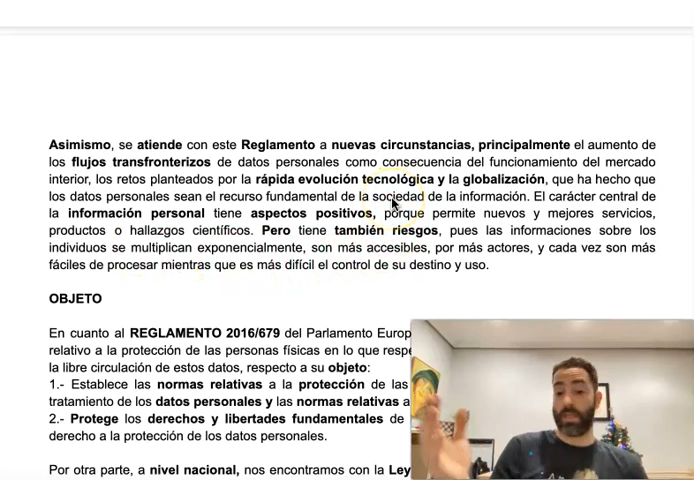 Asimismo, se atiende con este Reglamento a nuevas circunstancias, principalmente el aumento de
los flujos transfronterizos de datos personales como consecuencia del funcionamiento del mercado
interior, los retos planteados por la rápida evolución tecnológica y la globalización, que ha hecho que
los datos personales sean el recurso fundamental de la sociedad de la información. El carácter central de
la información personal tiene aspectos positivos, porque permite nuevos y mejores servicios,
productos o hallazgos científicos. Pero tiene también riesgos, pues las informaciones sobre los
individuos se multiplican exponencialmente, son más accesibles, por más actores, y cada vez son más
fáciles de procesar mientras que es más difícil el control de su destino y uso.
OBJETO
En cuanto al REGLAMENTO 2016/679 del Parlamento Europ
relativo a la protección de las personas físicas en lo que respe
la libre circulación de estos datos, respecto a su objeto:
1.- Establece las normas relativas a la protección de las
tratamiento de los datos personales y las normas relativas a
2.- Protege los derechos y libertades fundamentales de
derecho a la protección de los datos personales.
Por otra parte, a nivel nacional, nos encontramos con la Ley